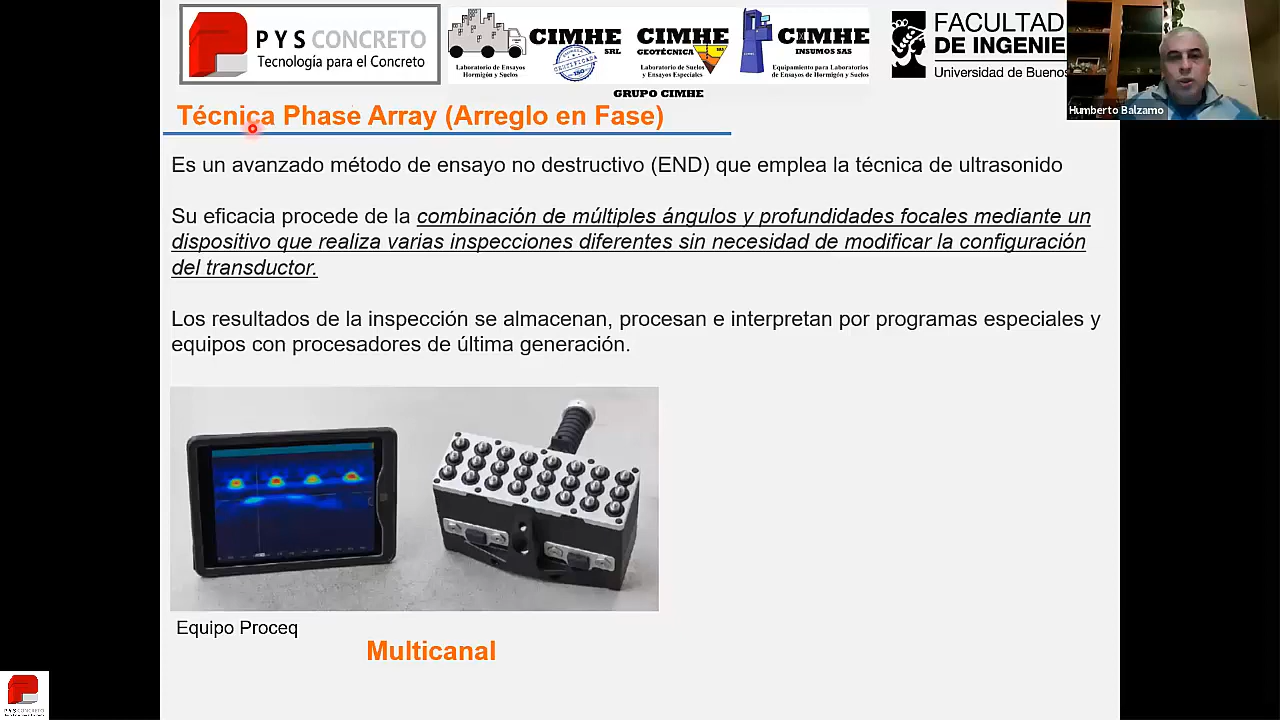 PYS CONCRETO
Tecnología para el Concreto
CIMHE
SRL
Laboratorio de Ensayos
Hormigón y Suelos
CERTIFICADA
ISO
CIMHE
SAS
GEOTÉCNICA
Laboratorio de Suelos
y Ensayos Especiales
CIMHE
INSUMOS SAS
Equipamiento para Laboratorios
de Ensayos de Hormigón y Suelos
GRUPO CIMHE
FACULTAD
DE INGENIE
Universidad de Buenos
Humberto Balzamo
Técnica Phase Array (Arreglo en Fase)
Es un avanzado método de ensayo no destructivo (END) que emplea la técnica de ultrasonido
Su eficacia procede de la combinación de múltiples ángulos y profundidades focales mediante un
dispositivo que realiza varias inspecciones diferentes sin necesidad de modificar la configuración
del transductor.
Los resultados de la inspección se almacenan, procesan e interpretan por programas especiales y
equipos con procesadores de última generación.
Equipo Proceq
Multicanal
PYS